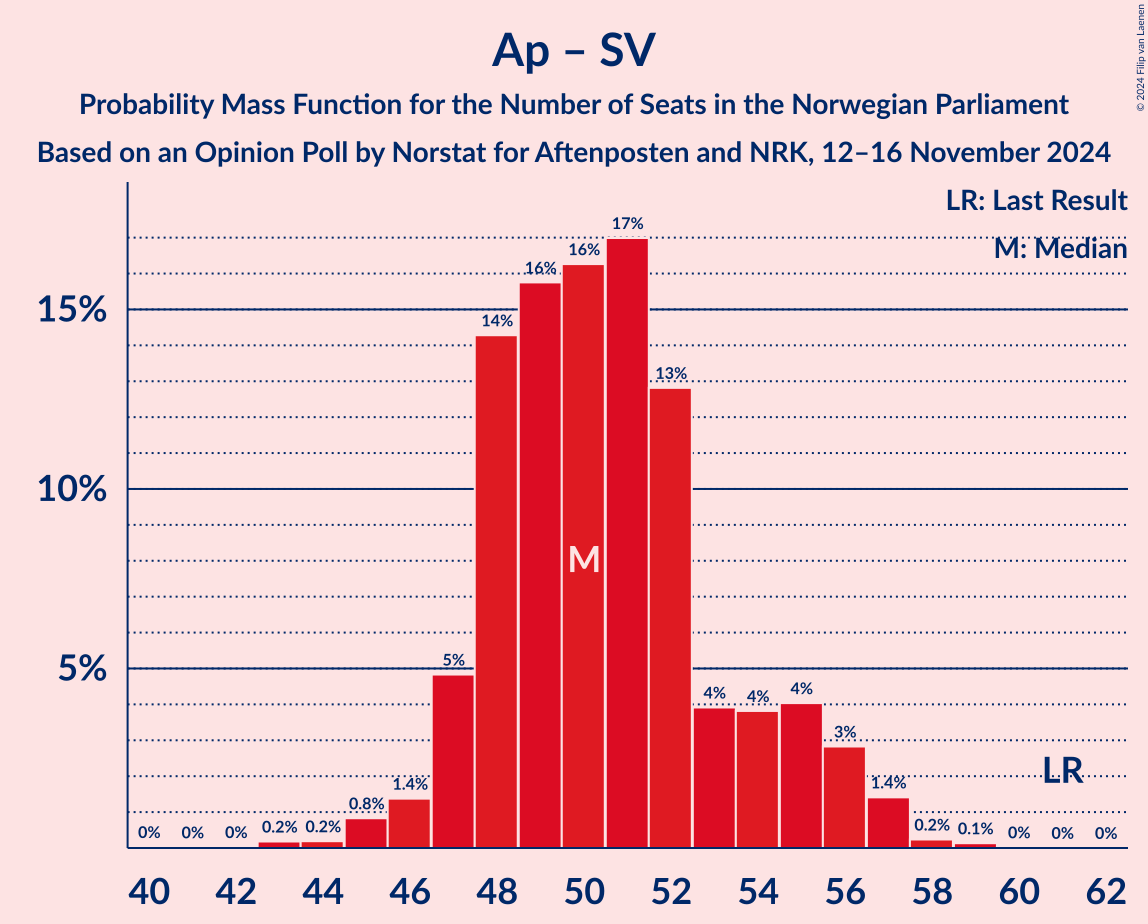 Ap – SV
Probability Mass Function for the Number of Seats in the Norwegian Parliament
Based on an Opinion Poll by Norstat for Aftenposten and NRK, 12–16 November 2024
© 2024 Filip van Laenen
LR: Last Result
M: Median
15%
10%
5%
0%
0%
0%
0.2%
0.2%
0.8%
1.4%
5%
14%
16%
16%
17%
13%
4%
4%
4%
3%
1.4%
0.2%
0.1%
0%
0%
0%
M
LR
40 42 44 46 48 50 52 54 56 58 60 62